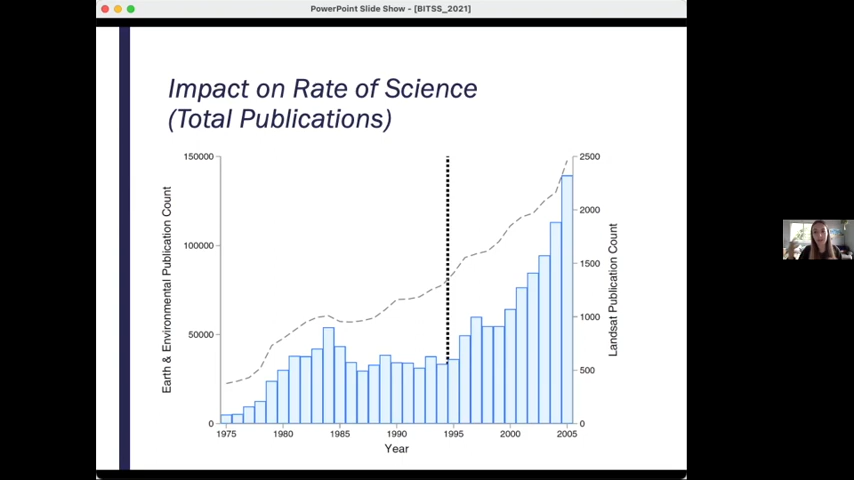 PowerPoint Slide Show - [BITSS_2021]
Impact on Rate of Science
(Total Publications)
150000
100000
50000
0
Earth & Environmental Publication Count
2500
2000
1500
1000
500
0
Landsat Publication Count
1975
1980
1985
1990
1995
2000
2005
Year